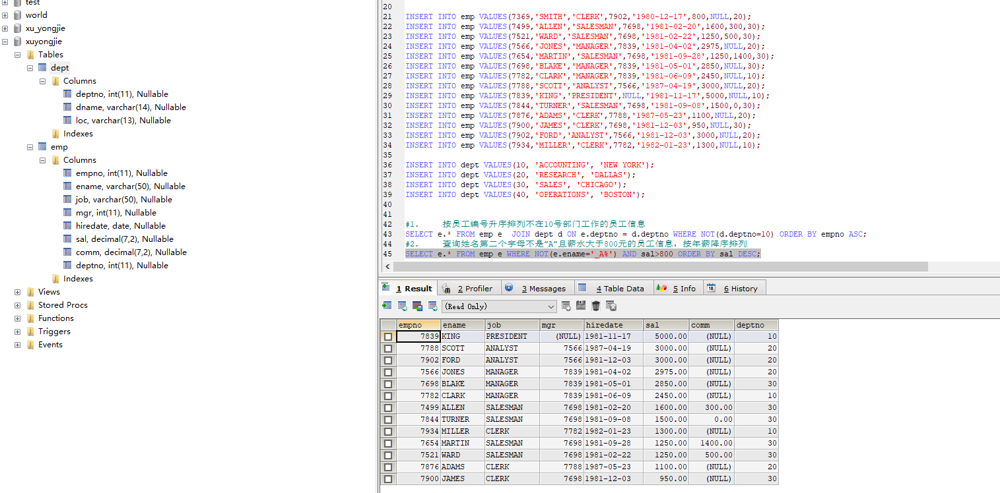 test
world
xu_yongjie
xuyongjie
Tables
dept
Columns
deptno, int(11), Nullable
dname, varchar(14), Nullable
loc, varchar(13), Nullable
Indexes
emp
Columns
empno, int(11), Nullable
ename, varchar(50), Nullable
job, varchar(50), Nullable
mgr, int(11), Nullable
hiredate, date, Nullable
sal, decimal(7,2), Nullable
comm, decimal(7,2), Nullable
deptno, int(11), Nullable
Indexes
Views
Stored Procs
Functions
Triggers
Events
20
21 INSERT INTO emp VALUES(7369,'SMITH','CLERK',7902,'1980-12-17',800,NULL,20);
22 INSERT INTO emp VALUES(7499,'ALLEN','SALESMAN',7698,'1981-02-20',1600,300,30);
23 INSERT INTO emp VALUES(7521,'WARD','SALESMAN',7698,'1981-02-22',1250,500,30);
24 INSERT INTO emp VALUES(7566,'JONES','MANAGER',7839,'1981-04-02',2975,NULL,20);
25 INSERT INTO emp VALUES(7654,'MARTIN','SALESMAN',7698,'1981-09-28',1250,1400,30);
26 INSERT INTO emp VALUES(7698,'BLAKE','MANAGER',7839,'1981-05-01',2850,NULL,30);
27 INSERT INTO emp VALUES(7782,'CLARK','MANAGER',7839,'1981-06-09',2450,NULL,10);
28 INSERT INTO emp VALUES(7788,'SCOTT','ANALYST',7566,'1987-04-19',3000,NULL,20);
29 INSERT INTO emp VALUES(7839,'KING','PRESIDENT',NULL,'1981-11-17',5000,NULL,10);
30 INSERT INTO emp VALUES(7844,'TURNER','SALESMAN',7698,'1981-09-08',1500,0,30);
31 INSERT INTO emp VALUES(7876,'ADAMS','CLERK',7788,'1987-05-23',1100,NULL,20);
32 INSERT INTO emp VALUES(7900,'JAMES','CLERK',7698,'1981-12-03',950,NULL,30);
33 INSERT INTO emp VALUES(7902,'FORD','ANALYST',7566,'1981-12-03',3000,NULL,20);
34 INSERT INTO emp VALUES(7934,'MILLER','CLERK',7782,'1982-01-23',1300,NULL,10);
35
36 INSERT INTO dept VALUES(10, 'ACCOUNTING', 'NEW YORK');
37 INSERT INTO dept VALUES(20, 'RESEARCH', 'DALLAS');
38 INSERT INTO dept VALUES(30, 'SALES', 'CHICAGO');
39 INSERT INTO dept VALUES(40, 'OPERATIONS', 'BOSTON');
40
41
42 #1. 按员工编号升序排列不在10号部门工作的员工信息
43 SELECT e.* FROM emp e JOIN dept d ON e.deptno = d.deptno WHERE NOT(d.deptno=10) ORDER BY empno ASC;
44 #2. 查询姓名第二个字母不是"A"且薪水大于800元的员工信息，按年薪降序排列
45 SELECT e.* FROM emp e WHERE NOT(e.ename='_A%') AND sal>800 ORDER BY sal DESC;
1 Result 2 Profiler 3 Messages 4 Table Data 5 Info 6 History
(Read Only)
empno ename job mgr hiredate sal comm deptno
7839 KING PRESIDENT (NULL) 1981-11-17 5000.00 (NULL) 10
7788 SCOTT ANALYST 7566 1987-04-19 3000.00 (NULL) 20
7902 FORD ANALYST 7566 1981-12-03 3000.00 (NULL) 20
7566 JONES MANAGER 7839 1981-04-02 2975.00 (NULL) 20
7698 BLAKE MANAGER 7839 1981-05-01 2850.00 (NULL) 30
7782 CLARK MANAGER 7839 1981-06-09 2450.00 (NULL) 10
7499 ALLEN SALESMAN 7698 1981-02-20 1600.00 300.00 30
7844 TURNER SALESMAN 7698 1981-09-08 1500.00 0.00 30
7934 MILLER CLERK 7782 1982-01-23 1300.00 (NULL) 10
7654 MARTIN SALESMAN 7698 1981-09-28 1250.00 1400.00 30
7521 WARD SALESMAN 7698 1981-02-22 1250.00 500.00 30
7876 ADAMS CLERK 7788 1987-05-23 1100.00 (NULL) 20
7900 JAMES CLERK 7698 1981-12-03 950.00 (NULL) 30